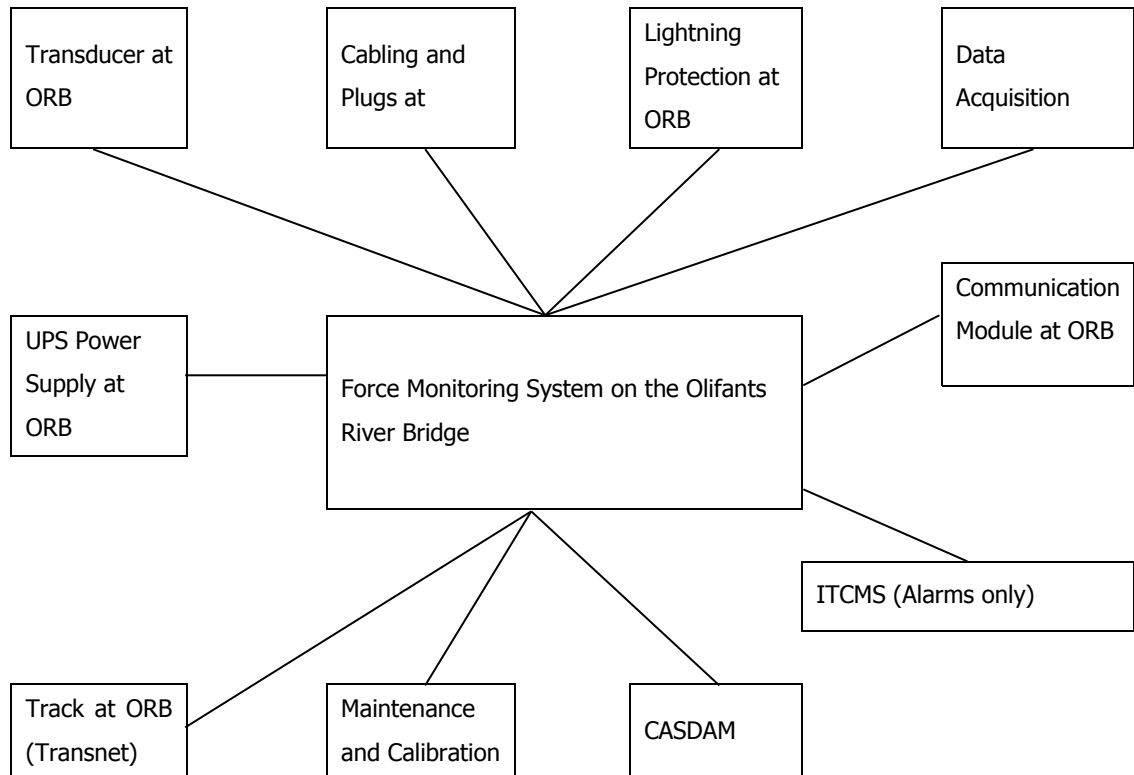 Transducer at
ORB
Cabling and
Plugs at
Lightning
Protection at
ORB
Data
Acquisition
Communication
Module at ORB
UPS Power
Supply at
ORB
Force Monitoring System on the Olifants
River Bridge
ITCMS (Alarms only)
Track at ORB
(Transnet)
Maintenance
and Calibration
CASDAM